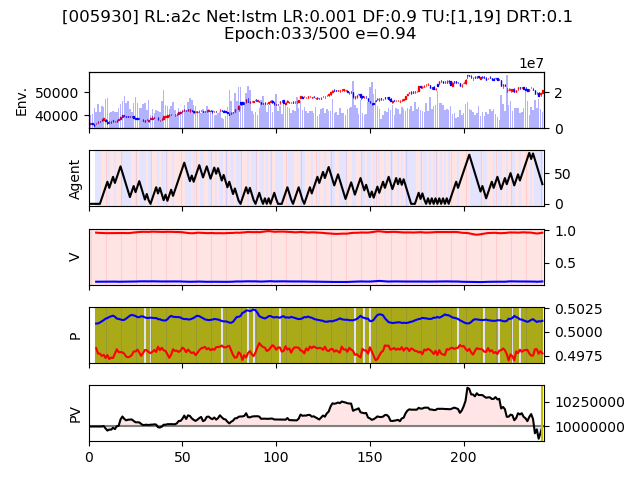 [005930] RL:a2c Net:lstm LR:0.001 DF:0.9 TU:[1,19] DRT:0.1
Epoch:033/500 e=0.94
1e7
Env.
50000
40000
2
0
Agent
50
0
V
1.0
0.5
P
0.5025
0.5000
0.4975
PV
10250000
10000000
0 50 100 150 200